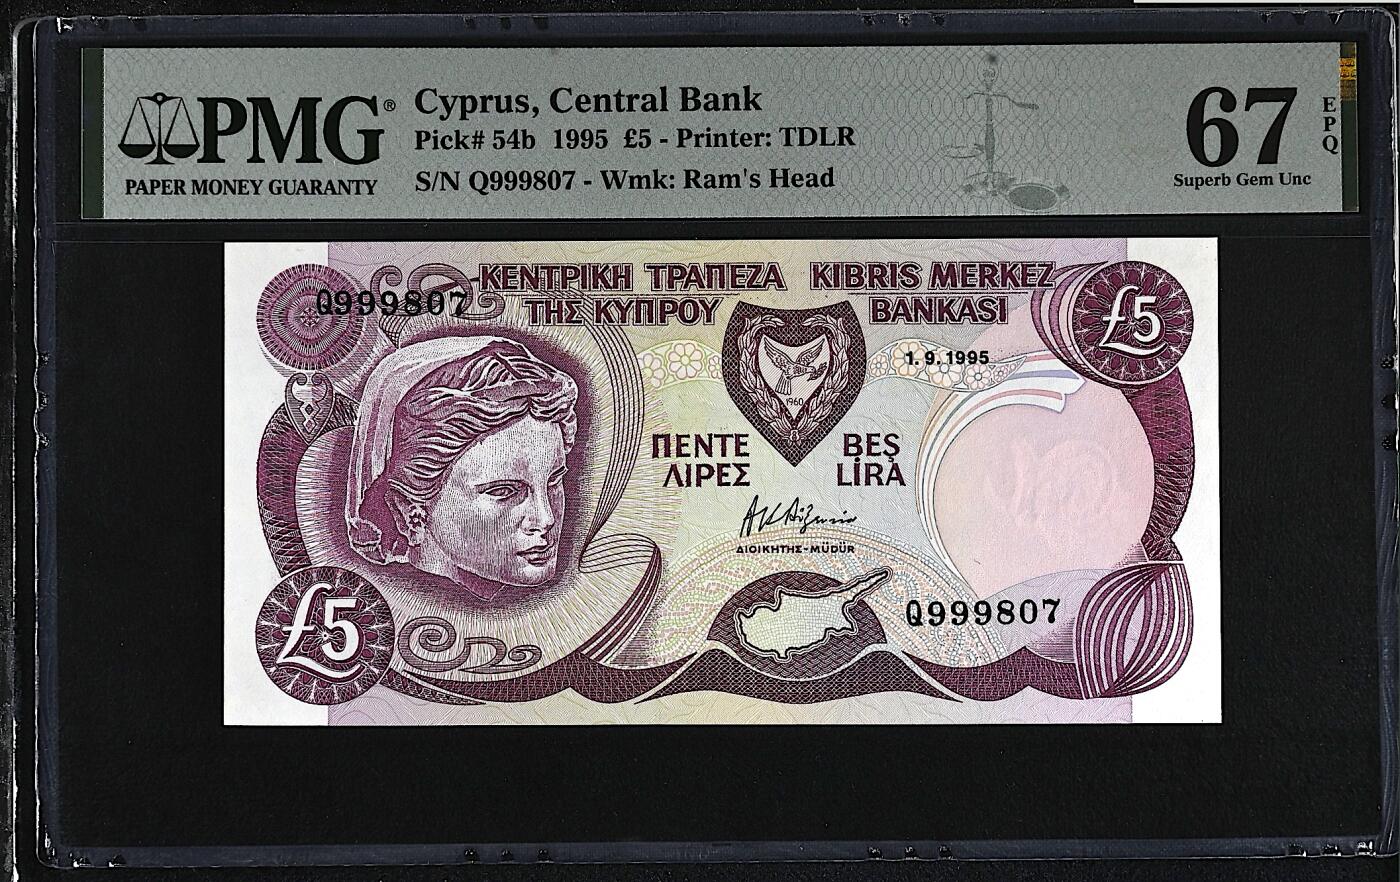 PMG®
PAPER MONEY GUARANTY
Cyprus, Central Bank
Pick# 54b 1995 £5 - Printer: TDLR
S/N Q999807 - Wmk: Ram's Head
67
EPQ
Superb Gem Unc
ΚΕΝΤΡΙΚΗ ΤΡΑΠΕΖΑ KIBRIS MERKEZ
ΤΗΣ ΚΥΠΡΟΥ BANKASI
Q999807
£5
1.9.1995
1960
ΠΕΝΤΕ BEŞ
ΛΙΡΕΣ LİRA
ΔΙΟΙΚΗΤΗΣ-MÜDÜR
Q999807
£5